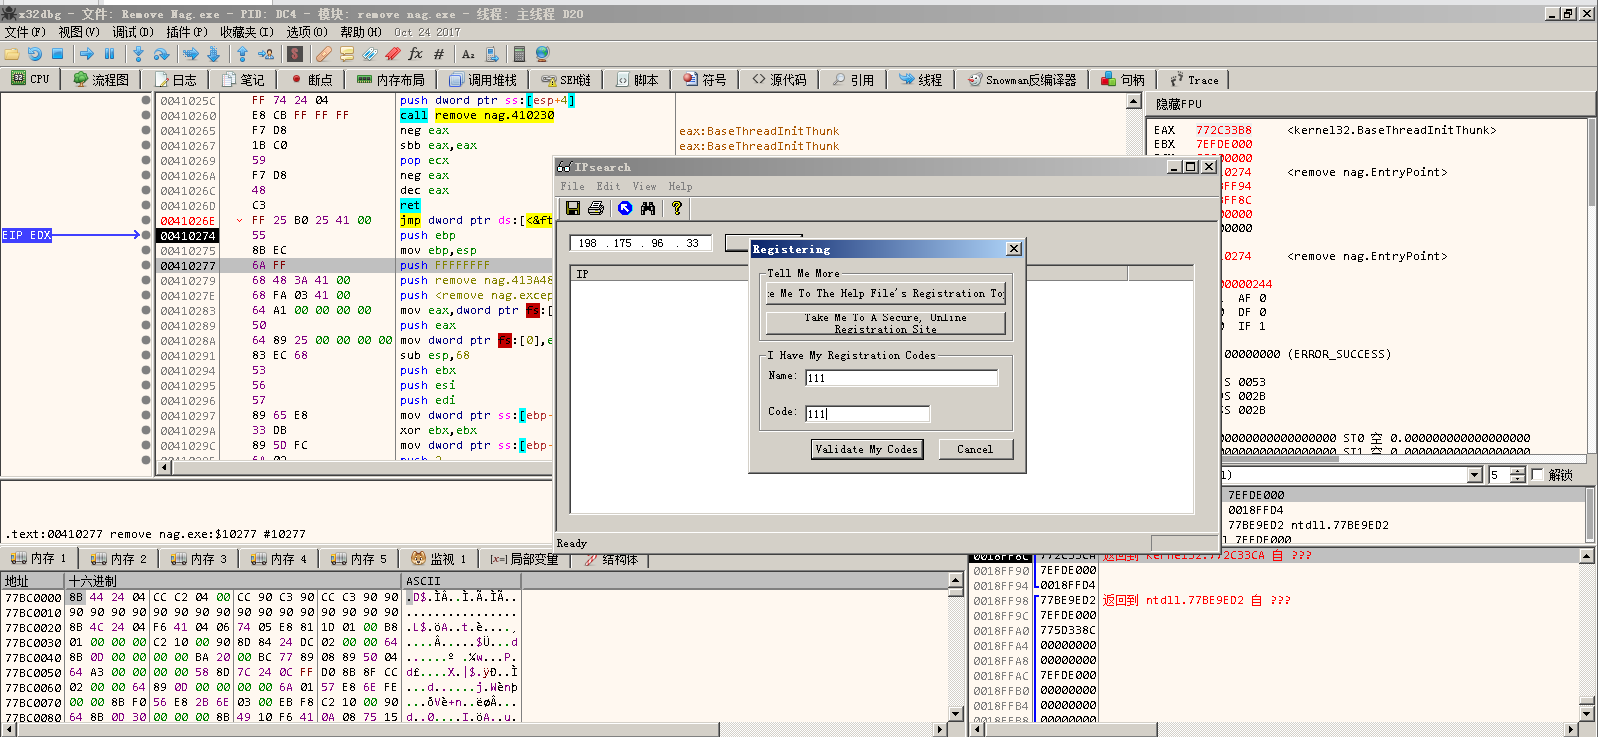 x32dbg - 文件: Remove Nag.exe - PID: DC4 - 模块: remove nag.exe - 线程: 主线程 D20
文件(F) 视图(V) 调试(D) 插件(P) 收藏夹(I) 选项(O) 帮助(H) Oct 24 2017
CPU 流程图 日志 笔记 断点 内存布局 调用堆栈 SEH链 脚本 符号 源代码 引用 线程 Snowman反编译器 句柄 Trace
0041025C FF 74 24 04 push dword ptr ss:[esp+4]
00410260 E8 CB FF FF FF call remove nag.410230
00410265 F7 D8 neg eax eax:BaseThreadInitThunk
00410267 1B C0 sbb eax,eax eax:BaseThreadInitThunk
00410269 59 pop ecx
0041026A F7 D8 neg eax
0041026C 48 dec eax
0041026D C3 ret
0041026E FF 25 B0 25 41 00 jmp dword ptr ds:[<&ft
EIP EDX 00410274 55 push ebp
00410275 8B EC mov ebp,esp
00410277 6A FF push FFFFFFFF
00410279 68 48 3A 41 00 push remove nag.413A48
0041027E 68 FA 03 41 00 push <remove nag.excep
00410283 64 A1 00 00 00 00 mov eax,dword ptr fs:[
00410289 50 push eax
0041028A 64 89 25 00 00 00 00 mov dword ptr fs:[0],e
00410291 83 EC 68 sub esp,68
00410294 53 push ebx
00410295 56 push esi
00410296 57 push edi
00410297 89 65 E8 mov dword ptr ss:[ebp-
0041029A 33 DB xor ebx,ebx
0041029C 89 5D FC mov dword ptr ss:[ebp-
.text:00410277 remove nag.exe:$10277 #10277
隐藏FPU
EAX 772C33B8 <kernel32.BaseThreadInitThunk>
EBX 7EFDE000
00000
10274 <remove nag.EntryPoint>
8FF94
8FF8C
00000
00000
10274 <remove nag.EntryPoint>
00000244
AF 0
DF 0
IF 1
00000000 (ERROR_SUCCESS)
S 0053
DS 002B
SS 002B
0000000000000000 ST0 空 0.0000000000000000
0000000000000000 ST1 空 0.0000000000000000
5 解锁
7EFDE000
0018FFD4
77BE9ED2 ntdll.77BE9ED2
7EFDE000
IPsearch
File Edit View Help
198 .175 .96 .33
IP
Ready
Registering
Tell Me More
e Me To The Help File's Registration To
Take Me To A Secure, Online
Registration Site
I Have My Registration Codes
Name: 111
Code: 111
Validate My Codes Cancel
内存 1 内存 2 内存 3 内存 4 内存 5 监视 1 [x=]局部变量 结构体
地址 十六进制 ASCII
77BC0000 8B 44 24 04 CC C2 04 00 CC 90 C3 90 CC C3 90 90 .D$.ÌÂ..Ì.Ã.ÌÃ..
77BC0010 90 90 90 90 90 90 90 90 90 90 90 90 90 90 90 90 ................
77BC0020 8B 4C 24 04 F6 41 04 06 74 05 E8 81 1D 01 00 B8 .L$.öA..t.è....¸
77BC0030 01 00 00 00 C2 10 00 90 8D 84 24 DC 02 00 00 64 ....Â.....$Ü...d
77BC0040 8B 0D 00 00 00 00 BA 20 00 BC 77 89 08 89 50 04 ......º .¼w...P.
77BC0050 64 A3 00 00 00 00 58 8D 7C 24 0C FF D0 8B 8F CC d£....X.|$.ÿÐ..Ì
77BC0060 02 00 00 64 89 0D 00 00 00 00 6A 01 57 E8 6E FE ...d......j.Wènþ
77BC0070 00 00 8B F0 56 E8 2B 6E 03 00 EB F8 C2 10 00 90 ...ðVè+n..ëøÂ...
77BC0080 64 8B 0D 30 00 00 00 8B 49 10 F6 41 0A 08 75 15 d..0....I.öA..u.
0018FF8C 772C33CA 返回到 kernel32.772C33CA 自 ???
0018FF90 7EFDE000
0018FF94 0018FFD4
0018FF98 77BE9ED2 返回到 ntdll.77BE9ED2 自 ???
0018FF9C 7EFDE000
0018FFA0 775D338C
0018FFA4 00000000
0018FFA8 00000000
0018FFAC 7EFDE000
0018FFB0 00000000
0018FFB4 00000000
0018FFB8 00000000